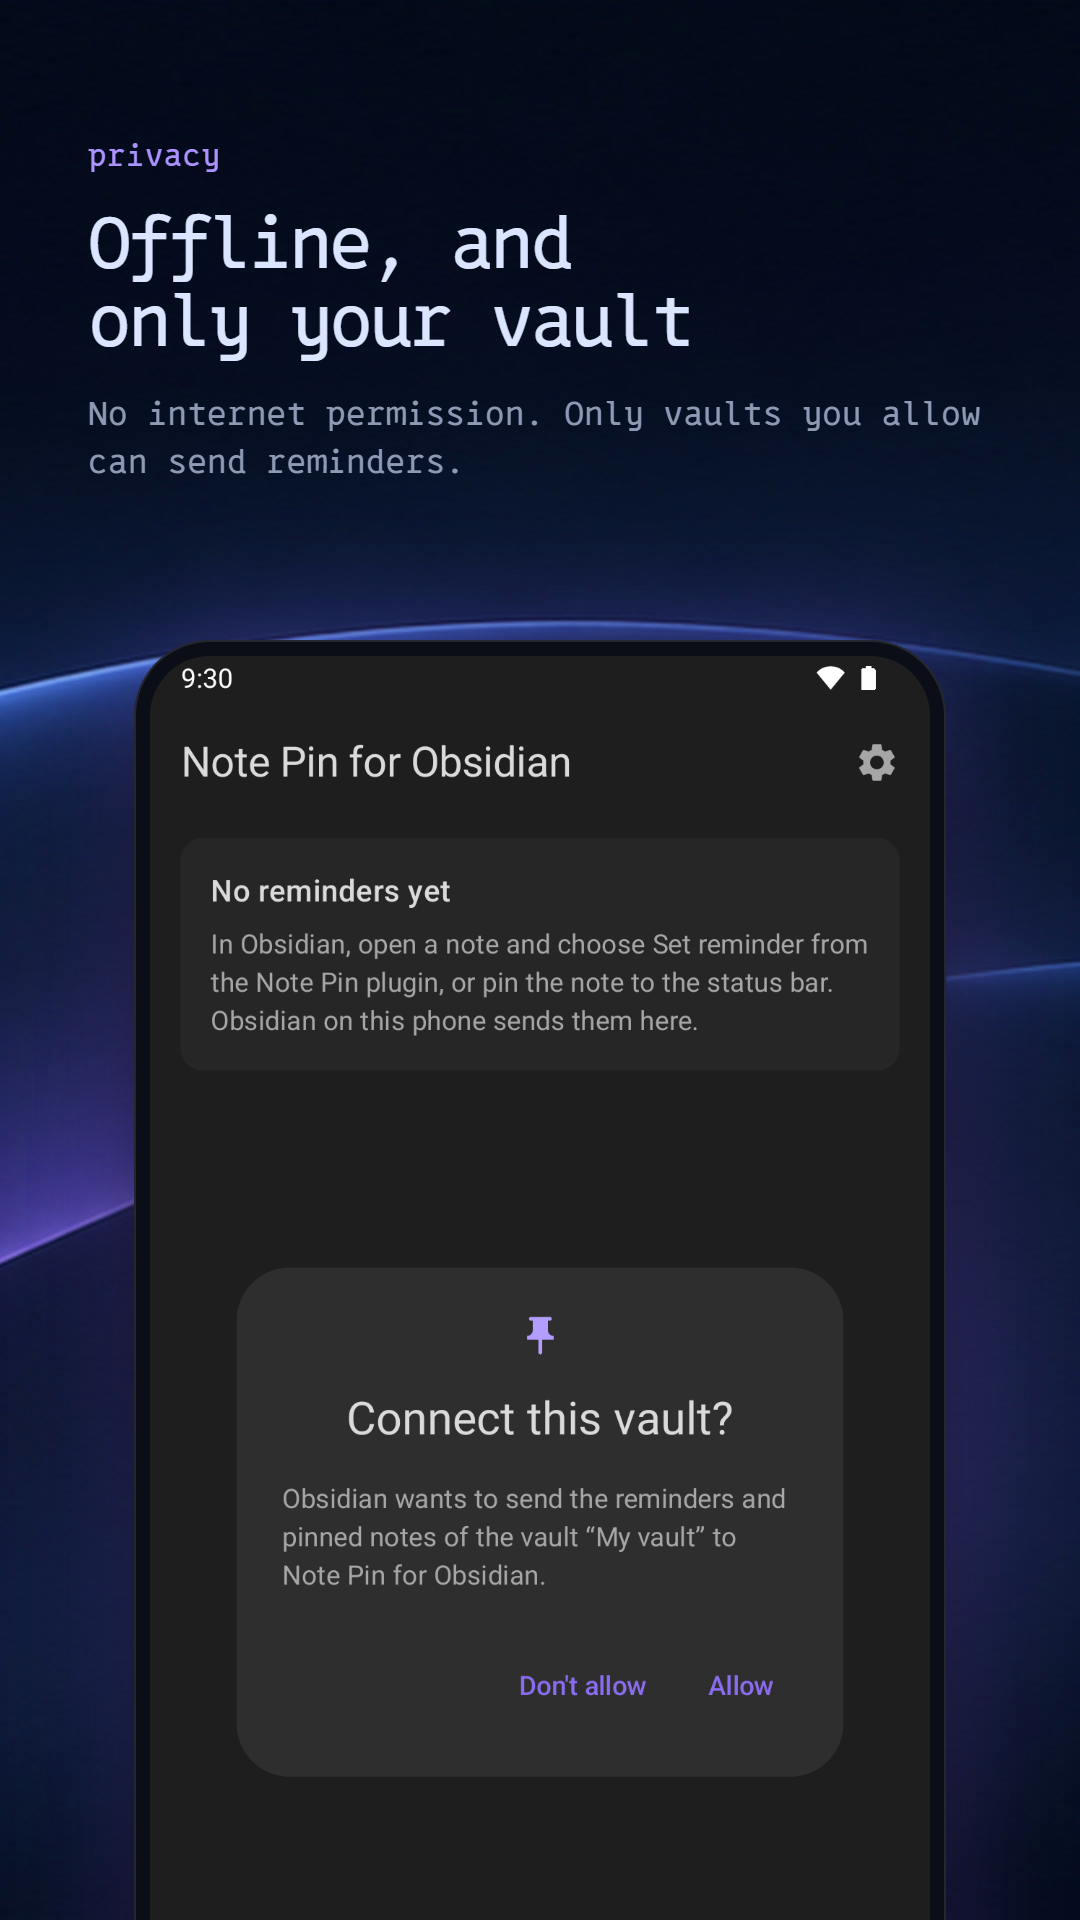 privacy
Offline, and
only your vault
No internet permission. Only vaults you allow
can send reminders.
9:30
Note Pin for Obsidian
No reminders yet
In Obsidian, open a note and choose Set reminder from
the Note Pin plugin, or pin the note to the status bar.
Obsidian on this phone sends them here.
Connect this vault?
Obsidian wants to send the reminders and
pinned notes of the vault “My vault” to
Note Pin for Obsidian.
Don't allow Allow